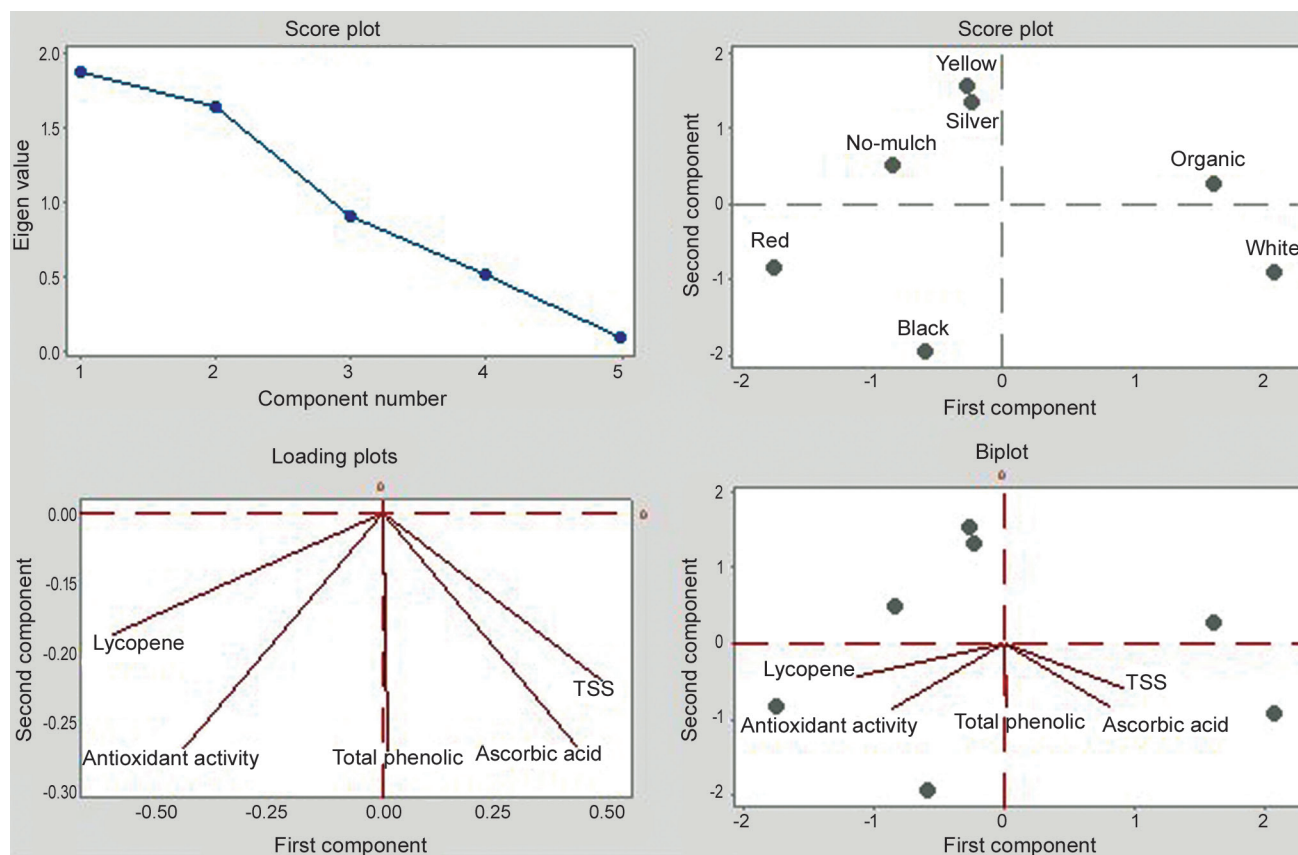 Score plot
2.0
1.5
1.0
0.5
0.0
Eigen value
1 2 3 4 5
Component number
Score plot
2
1
0
-1
-2
Second component
Yellow
Silver
No-mulch
Organic
Red
White
Black
-2 -1 0 1 2
First component
Loading plots
0
0.00
0
-0.15
-0.20
-0.25
-0.30
Second component
Lycopene
TSS
Antioxidant activity
Total phenolic
Ascorbic acid
-0.50 -0.25 0.00 0.25 0.50
First component
Biplot
0
2
1
0
-1
-2
Second component
Lycopene
TSS
Antioxidant activity
Total phenolic
Ascorbic acid
-2 -1 0 1 2
First component